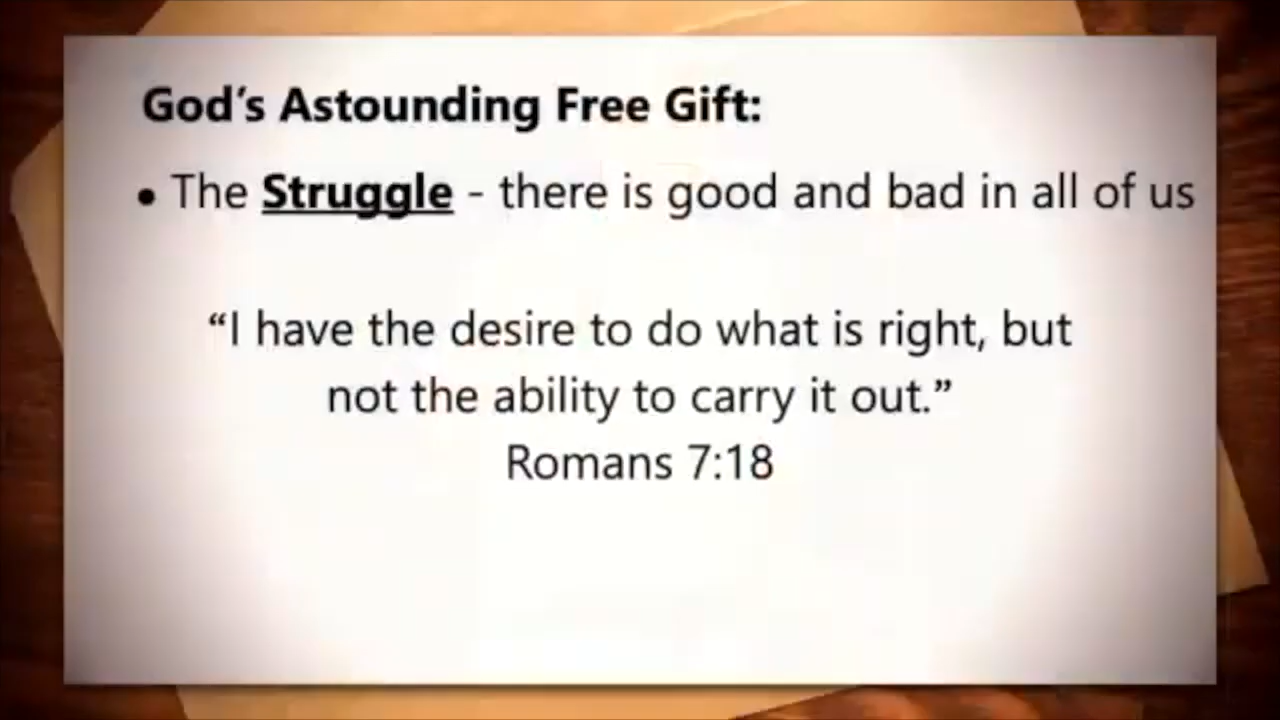 God's Astounding Free Gift:
• The Struggle - there is good and bad in all of us
“I have the desire to do what is right, but
not the ability to carry it out.”
Romans 7:18